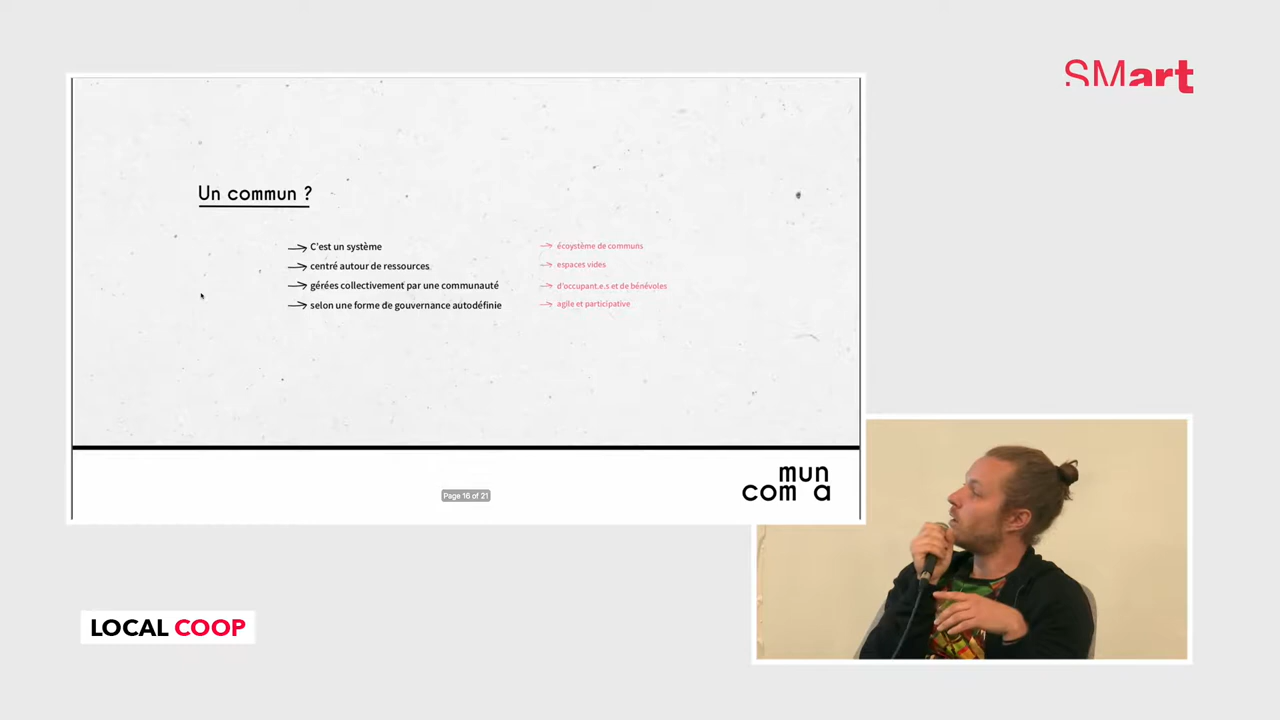 SMart
Un commun ?
C'est un système
écoystème de communs
centré autour de ressources
espaces vides
gérées collectivement par une communauté
d'occupant.e.s et de bénévoles
selon une forme de gouvernance autodéfinie
agile et participative
mun
com a
Page 16 of 21
LOCAL COOP